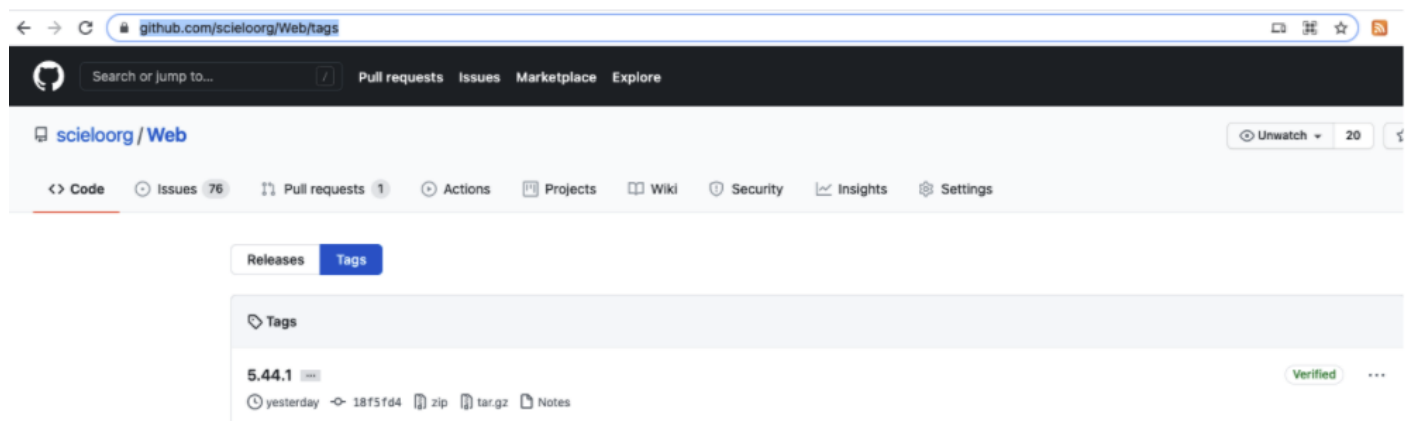 github.com/scieloorg/Web/tags
Search or jump to... / Pull requests Issues Marketplace Explore
scieloorg / Web Unwatch 20
<> Code Issues 76 Pull requests 1 Actions Projects Wiki Security Insights Settings
Releases Tags
Tags
5.44.1 ... Verified ...
yesterday 18f5fd4 zip tar.gz Notes